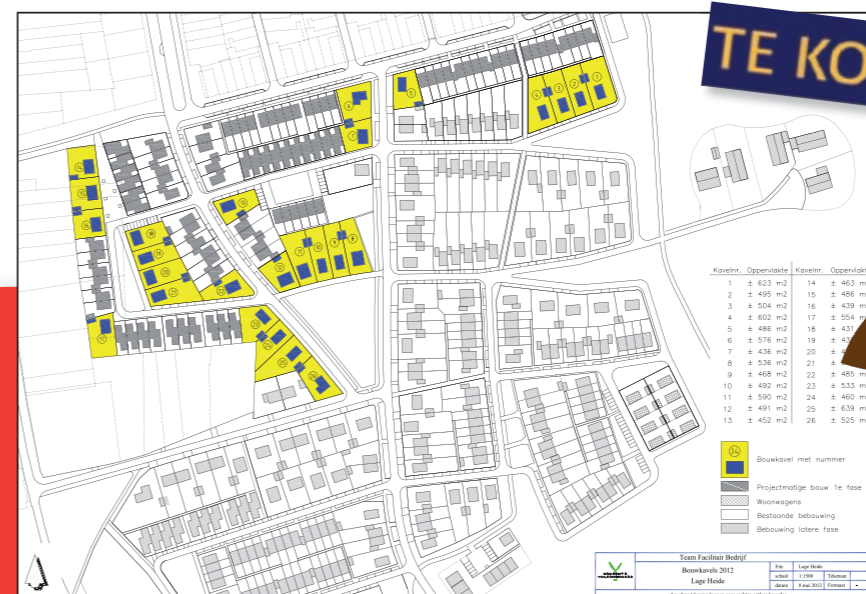 TE KO
Kavelnr. Oppervlakte Kavelnr. Oppervlakte
1 ± 623 m2 14 ± 463 m
2 ± 495 m2 15 ± 486 m
3 ± 504 m2 16 ± 439 m
4 ± 602 m2 17 ± 554 m
5 ± 486 m2 18 ± 431
6 ± 576 m2 19 ± 43
7 ± 436 m2 20 ± 4
8 ± 536 m2 21 ±
9 ± 468 m2 22 ± 485 m
10 ± 492 m2 23 ± 533 m
11 ± 590 m2 24 ± 460 m
12 ± 491 m2 25 ± 639 m
13 ± 452 m2 26 ± 525 m
24
Bouwkavel met nummer
Projectmatige bouw 1e fase
Woonwagens
Bestaande bebouwing
Bebouwing latere fase
Team Facilitair Bedrijf
Bouwkavels 2012
Lage Heide
File Lage Heide
schaal 1:1500 Tekenaar
datum 8 mei 2012 Formaat -